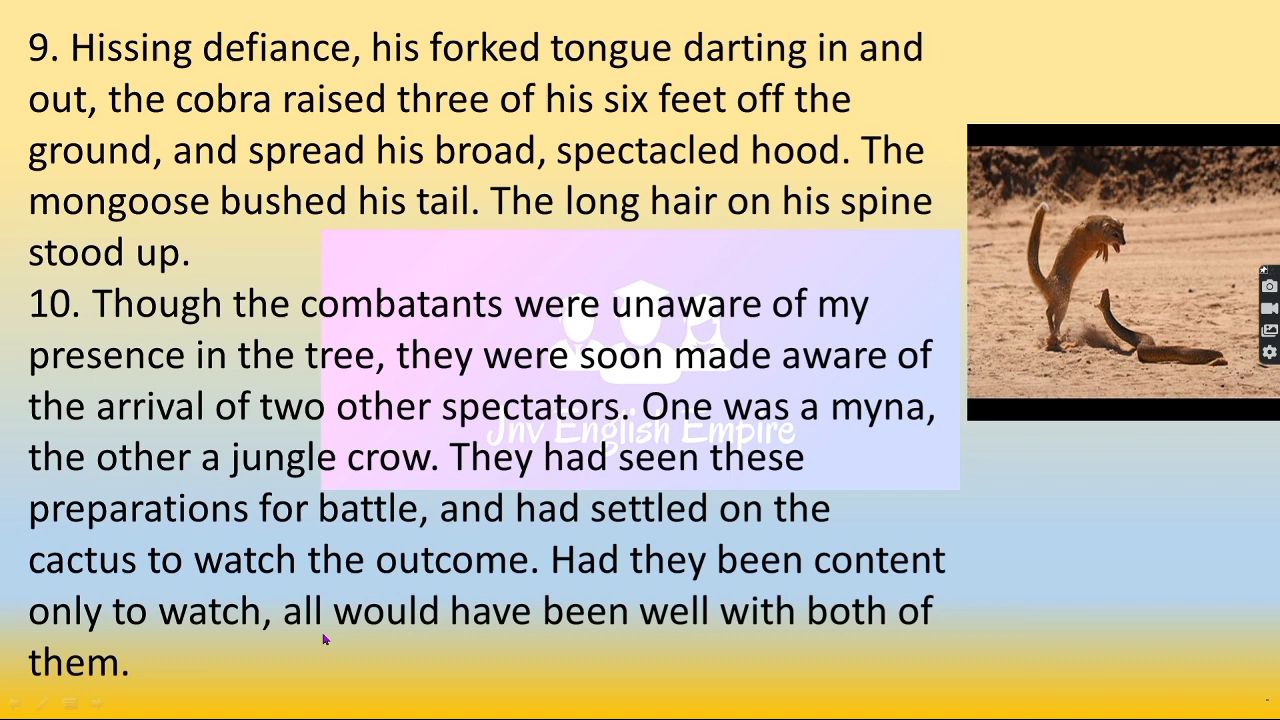 9. Hissing defiance, his forked tongue darting in and
out, the cobra raised three of his six feet off the
ground, and spread his broad, spectacled hood. The
mongoose bushed his tail. The long hair on his spine
stood up.
10. Though the combatants were unaware of my
presence in the tree, they were soon made aware of
the arrival of two other spectators. One was a myna,
Jnv English Empire
the other a jungle crow. They had seen these
preparations for battle, and had settled on the
cactus to watch the outcome. Had they been content
only to watch, all would have been well with both of
them.